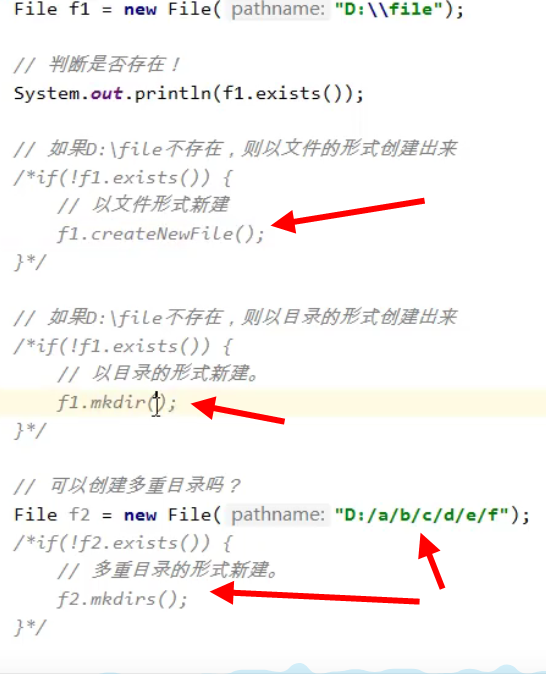 File f1 = new File( pathname: "D:\\file");
// 判断是否存在！
System.out.println(f1.exists());
// 如果D:\file不存在，则以文件的形式创建出来
/*if(!f1.exists()) {
// 以文件形式新建
f1.createNewFile();
}*/
// 如果D:\file不存在，则以目录的形式创建出来
/*if(!f1.exists()) {
// 以目录的形式新建。
f1.mkdir();
}*/
// 可以创建多重目录吗？
File f2 = new File( pathname: "D:/a/b/c/d/e/f");
/*if(!f2.exists()) {
// 多重目录的形式新建。
f2.mkdirs();
}*/